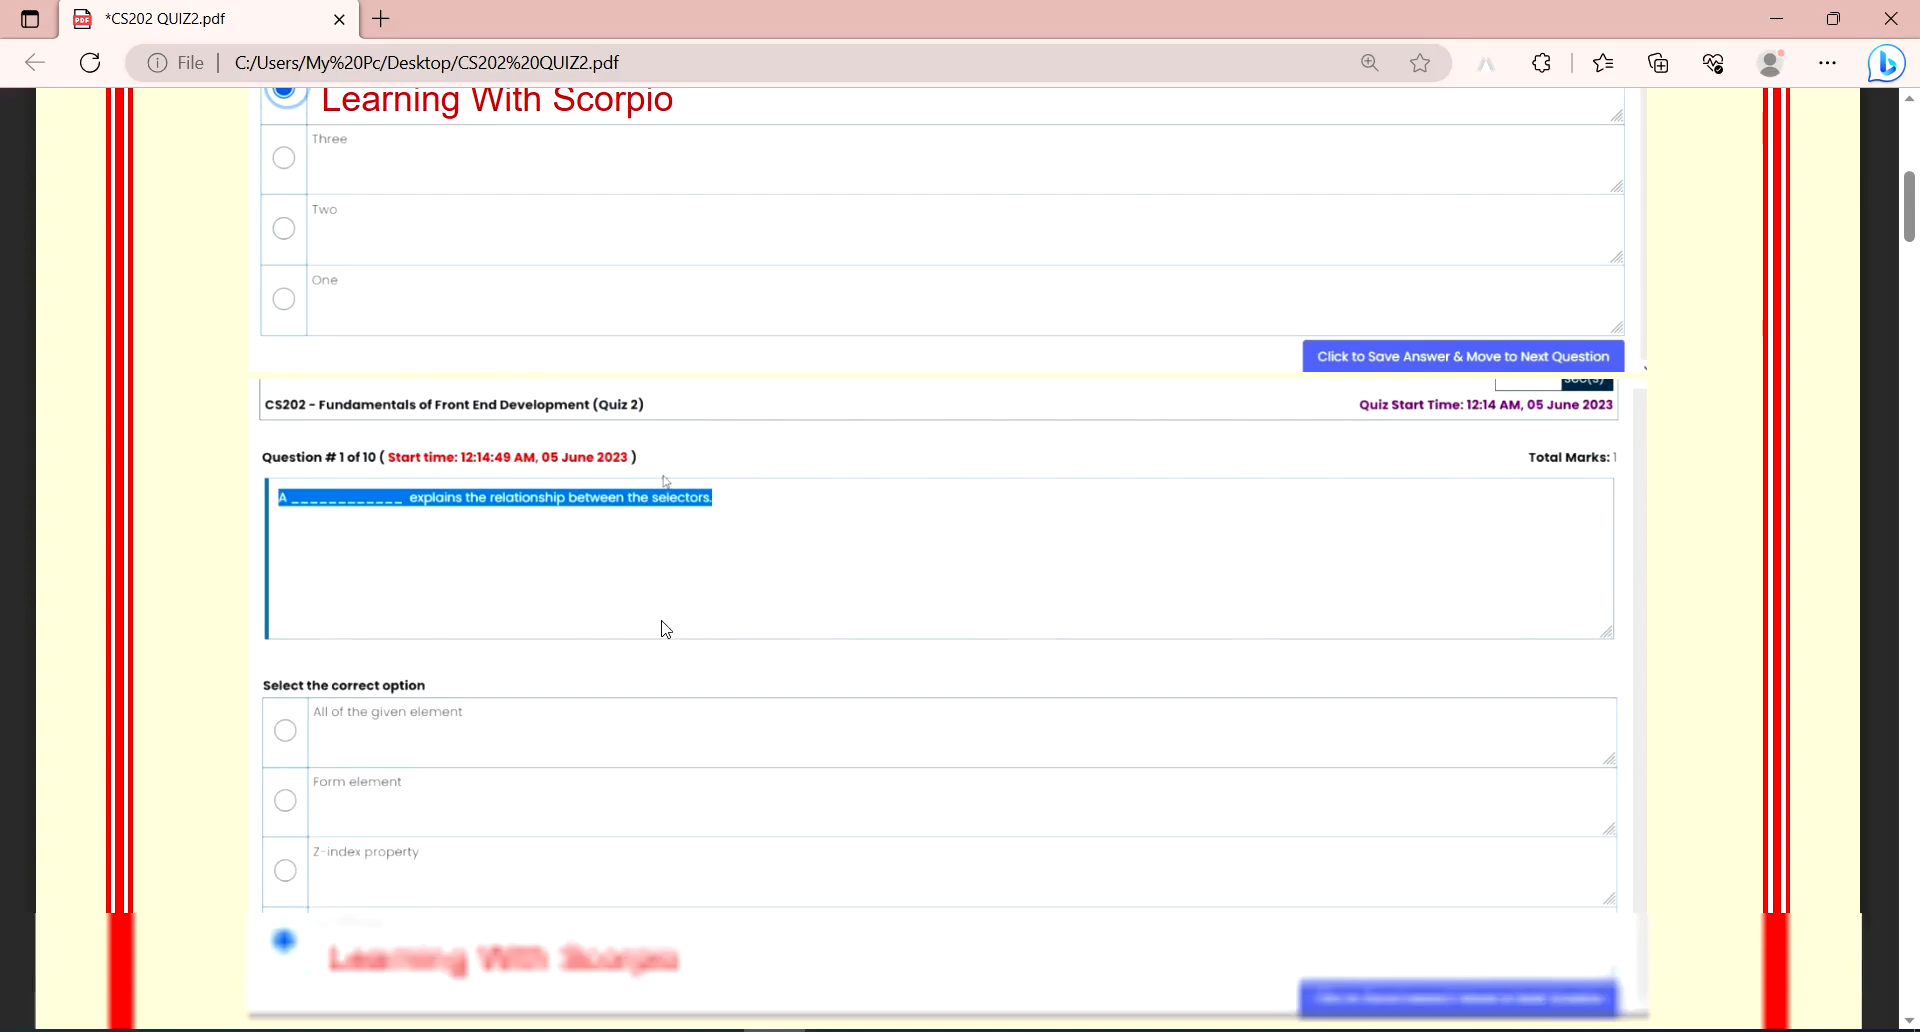 *CS202 QUIZ2.pdf
File
C:/Users/My%20Pc/Desktop/CS202%20QUIZ2.pdf
Learning With Scorpio
Three
Two
One
Click to Save Answer & Move to Next Question
sec(s)
CS202 - Fundamentals of Front End Development (Quiz 2)
Quiz Start Time: 12:14 AM, 05 June 2023
Question # 1 of 10 ( Start time: 12:14:49 AM, 05 June 2023 )
Total Marks: 1
A ____________ explains the relationship between the selectors.
Select the correct option
All of the given element
Form element
Z-index property
Learning With Scorpio